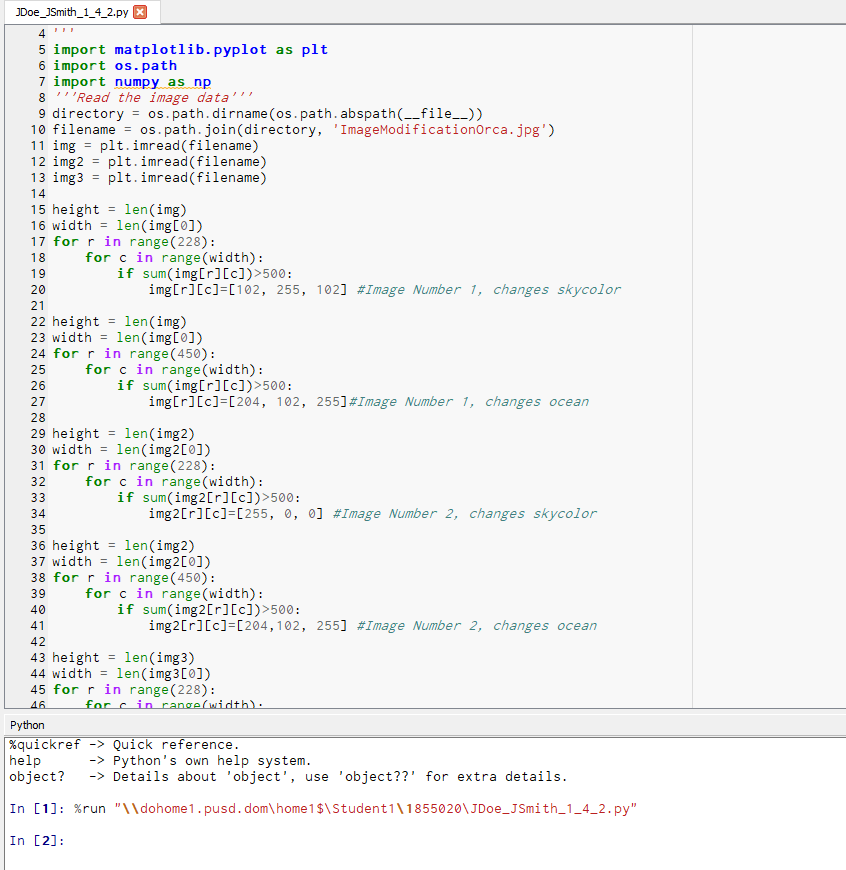 JDoe_JSmith_1_4_2.py
4 '''
5 import matplotlib.pyplot as plt
6 import os.path
7 import numpy as np
8 '''Read the image data'''
9 directory = os.path.dirname(os.path.abspath(__file__))
10 filename = os.path.join(directory, 'ImageModificationOrca.jpg')
11 img = plt.imread(filename)
12 img2 = plt.imread(filename)
13 img3 = plt.imread(filename)
14
15 height = len(img)
16 width = len(img[0])
17 for r in range(228):
18     for c in range(width):
19         if sum(img[r][c])>500:
20             img[r][c]=[102, 255, 102] #Image Number 1, changes skycolor
21
22 height = len(img)
23 width = len(img[0])
24 for r in range(450):
25     for c in range(width):
26         if sum(img[r][c])>500:
27             img[r][c]=[204, 102, 255]#Image Number 1, changes ocean
28
29 height = len(img2)
30 width = len(img2[0])
31 for r in range(228):
32     for c in range(width):
33         if sum(img2[r][c])>500:
34             img2[r][c]=[255, 0, 0] #Image Number 2, changes skycolor
35
36 height = len(img2)
37 width = len(img2[0])
38 for r in range(450):
39     for c in range(width):
40         if sum(img2[r][c])>500:
41             img2[r][c]=[204,102, 255] #Image Number 2, changes ocean
42
43 height = len(img3)
44 width = len(img3[0])
45 for r in range(228):
46     for c in range(width):
Python
%quickref -> Quick reference.
help      -> Python's own help system.
object?   -> Details about 'object', use 'object??' for extra details.
In [1]: %run "\\dohome1.pusd.dom\home1$\Student1\1855020\JDoe_JSmith_1_4_2.py"
In [2]: